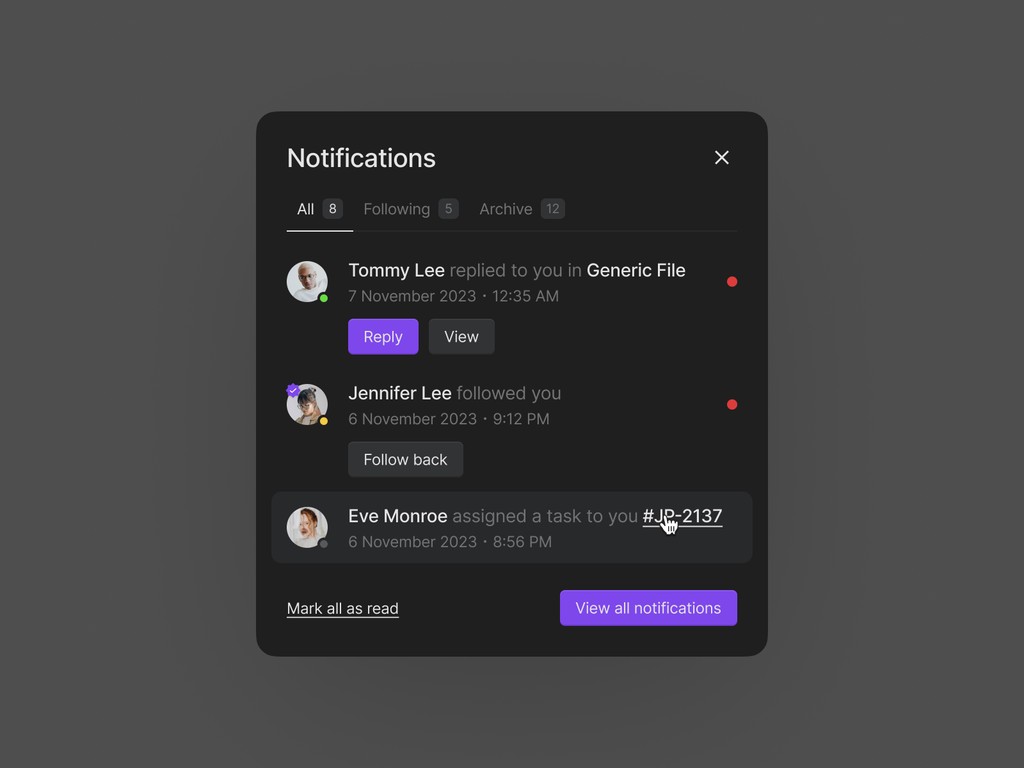 Notifications
All 8 Following 5 Archive 12
Tommy Lee replied to you in Generic File
7 November 2023 · 12:35 AM
Reply View
Jennifer Lee followed you
6 November 2023 · 9:12 PM
Follow back
Eve Monroe assigned a task to you #JP-2137
6 November 2023 · 8:56 PM
Mark all as read View all notifications